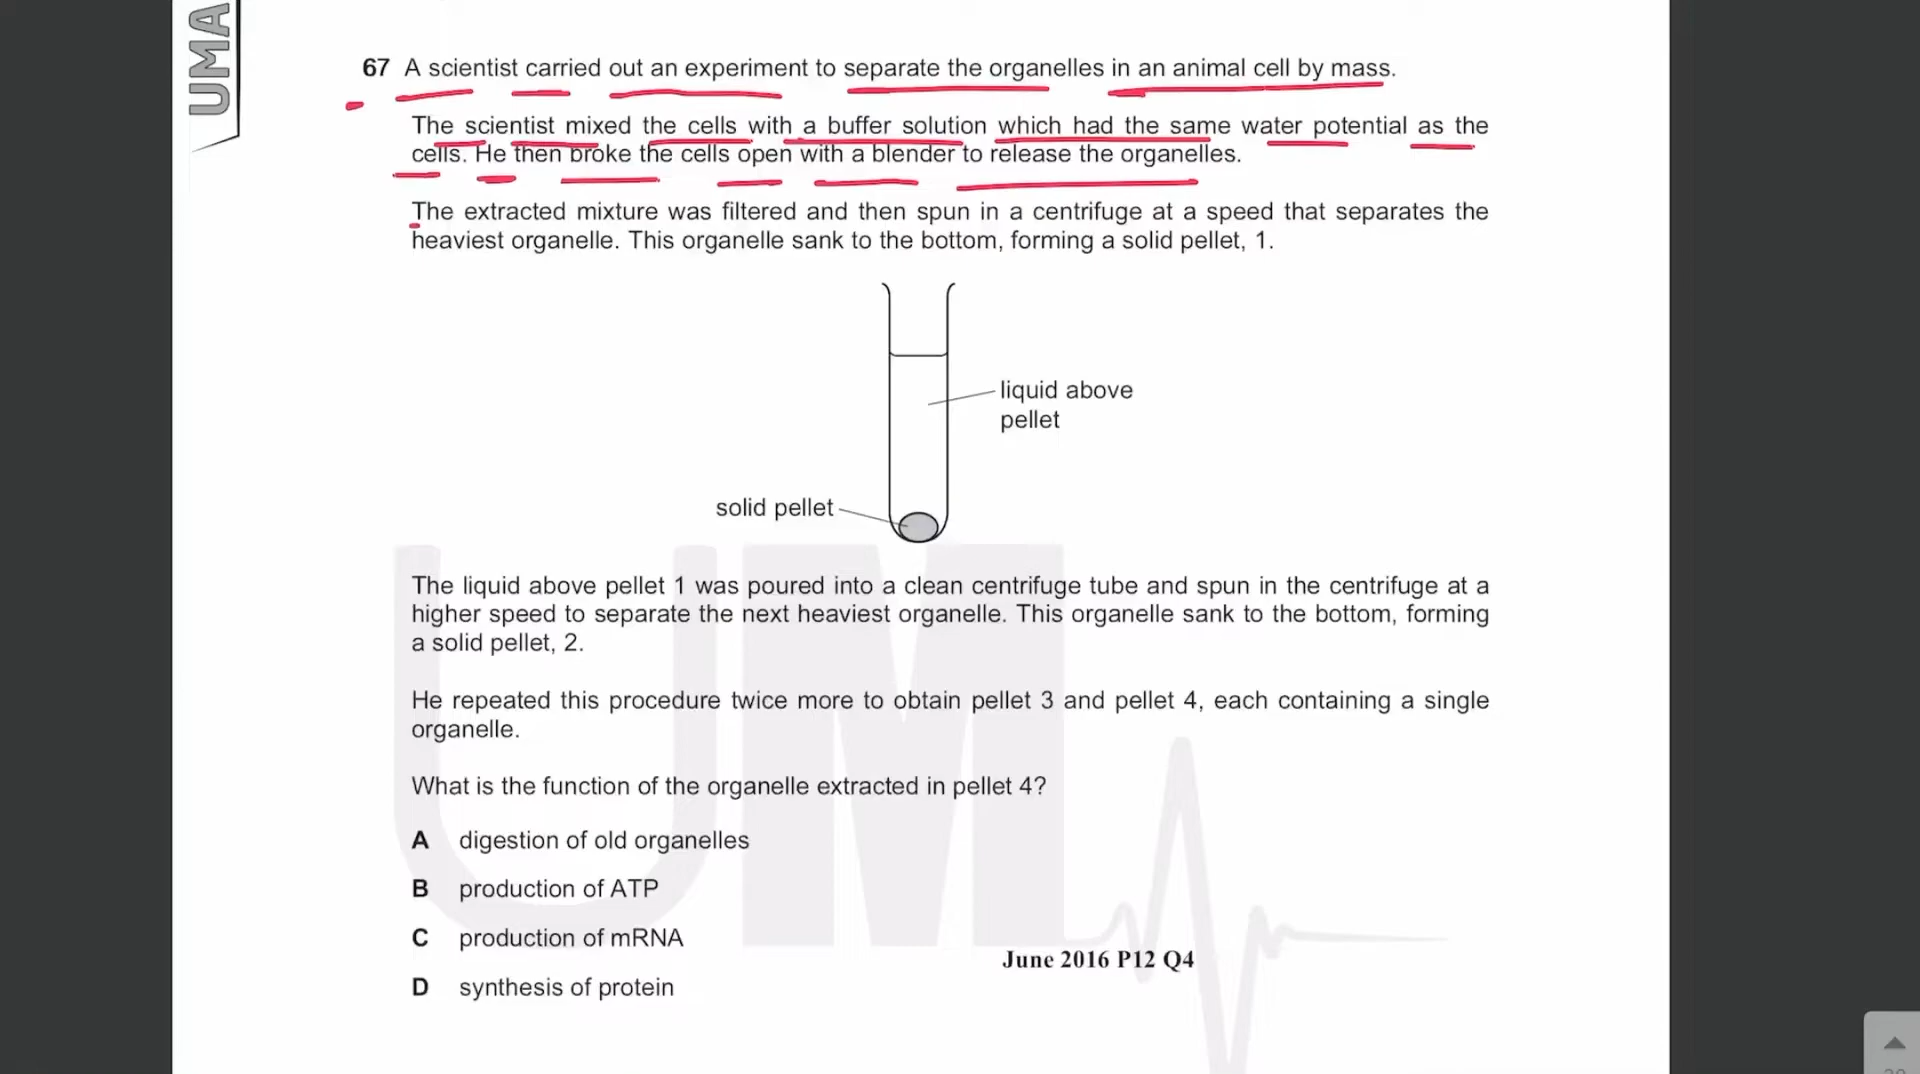 UMA
67 A scientist carried out an experiment to separate the organelles in an animal cell by mass.
The scientist mixed the cells with a buffer solution which had the same water potential as the
cells. He then broke the cells open with a blender to release the organelles.
The extracted mixture was filtered and then spun in a centrifuge at a speed that separates the
heaviest organelle. This organelle sank to the bottom, forming a solid pellet, 1.
liquid above
pellet
solid pellet
The liquid above pellet 1 was poured into a clean centrifuge tube and spun in the centrifuge at a
higher speed to separate the next heaviest organelle. This organelle sank to the bottom, forming
a solid pellet, 2.
He repeated this procedure twice more to obtain pellet 3 and pellet 4, each containing a single
organelle.
What is the function of the organelle extracted in pellet 4?
A digestion of old organelles
B production of ATP
C production of mRNA
D synthesis of protein
June 2016 P12 Q4
UM